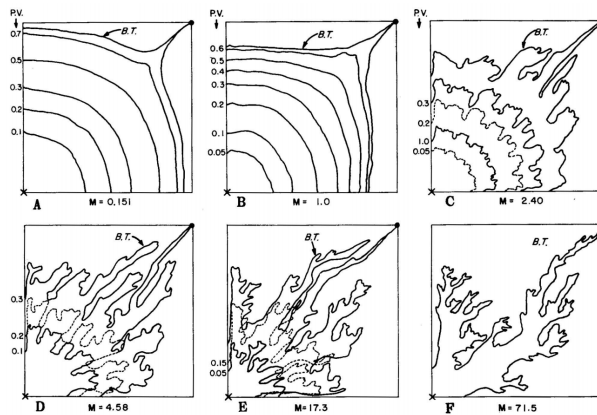 P.V.
B.T.
0.7
0.5
0.3
0.2
0.1
A
M = 0.151
B.T.
0.6
0.5
0.4
0.3
0.2
0.1
0.05
B
M = 1.0
P.V.
B.T.
0.3
0.2
1.0
0.05
C
M = 2.40
B.T.
0.3
0.2
0.1
D
M = 4.58
B.T.
0.15
0.05
E
M = 17.3
B.T.
F
M = 71.5